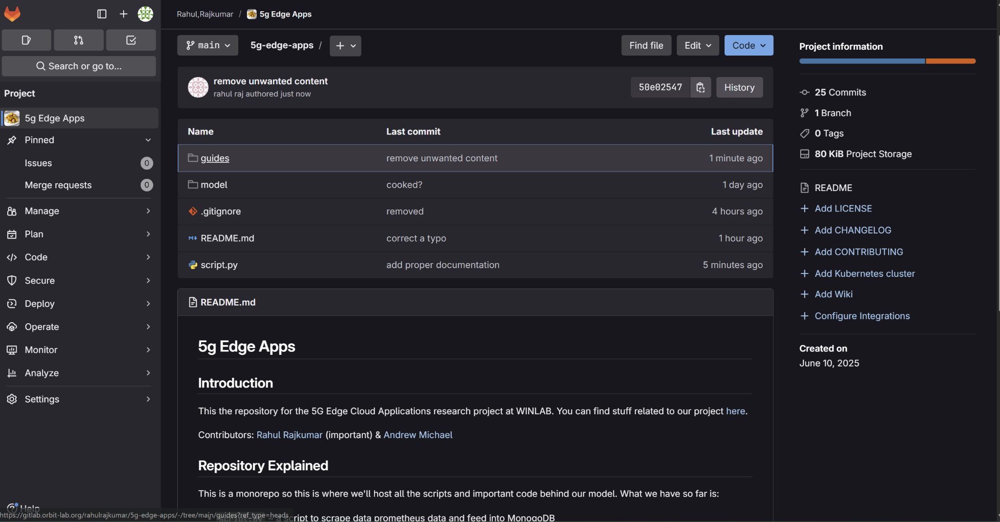 Rahul,Rajkumar / 5g Edge Apps
Search or go to...
Project
5g Edge Apps
Pinned
Issues 0
Merge requests 0
Manage
Plan
Code
Secure
Deploy
Operate
Monitor
Analyze
Settings
Help
https://gitlab.orbit-lab.org/rahulrajkumar/5g-edge-apps/-/tree/main/guides?ref_type=heads
main 5g-edge-apps / + Find file Edit Code
remove unwanted content
rahul raj authored just now
50e02547 History
Name Last commit Last update
guides remove unwanted content 1 minute ago
model cooked? 1 day ago
.gitignore removed 4 hours ago
README.md correct a typo 1 hour ago
script.py add proper documentation 5 minutes ago
README.md
5g Edge Apps
Introduction
This the repository for the 5G Edge Cloud Applications research project at WINLAB. You can find stuff related to our project here.
Contributors: Rahul Rajkumar (important) & Andrew Michael
Repository Explained
This is a monorepo so this is where we'll host all the scripts and important code behind our model. What we have so far is:
script.py ~ a script to scrape data prometheus data and feed into MonogoDB
Project information
25 Commits
1 Branch
0 Tags
80 KiB Project Storage
README
+ Add LICENSE
+ Add CHANGELOG
+ Add CONTRIBUTING
+ Add Kubernetes cluster
+ Add Wiki
+ Configure Integrations
Created on
June 10, 2025